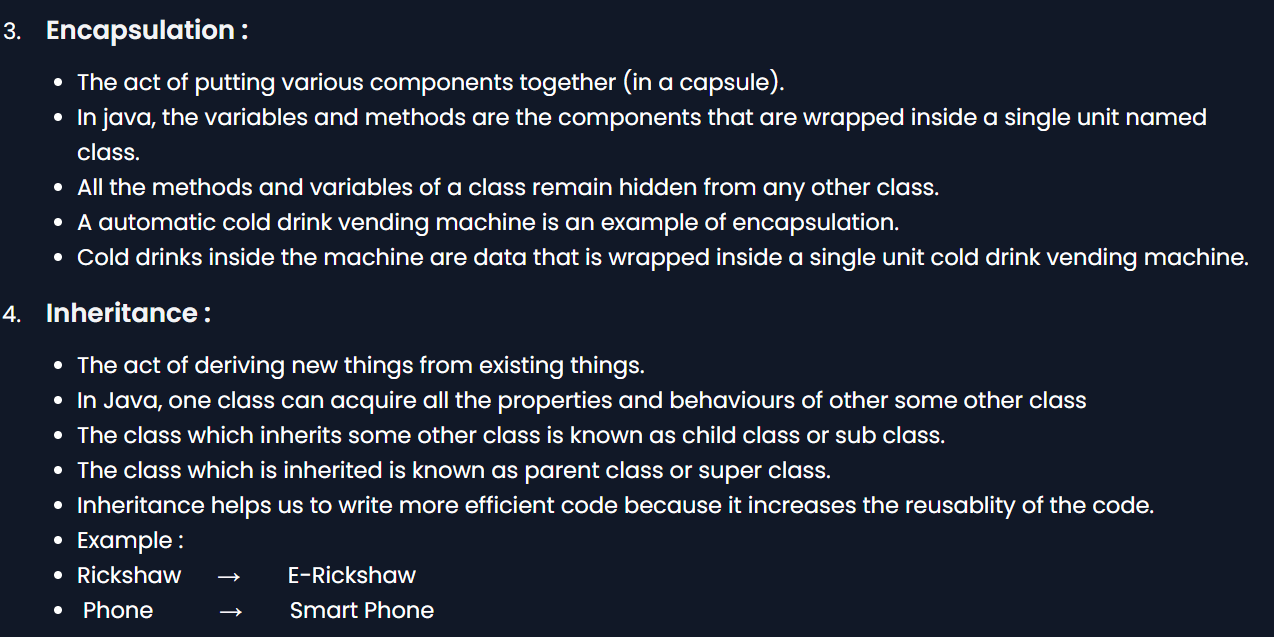 3. Encapsulation :
• The act of putting various components together (in a capsule).
• In java, the variables and methods are the components that are wrapped inside a single unit named
class.
• All the methods and variables of a class remain hidden from any other class.
• A automatic cold drink vending machine is an example of encapsulation.
• Cold drinks inside the machine are data that is wrapped inside a single unit cold drink vending machine.
4. Inheritance :
• The act of deriving new things from existing things.
• In Java, one class can acquire all the properties and behaviours of other some other class
• The class which inherits some other class is known as child class or sub class.
• The class which is inherited is known as parent class or super class.
• Inheritance helps us to write more efficient code because it increases the reusablity of the code.
• Example :
• Rickshaw → E-Rickshaw
• Phone → Smart Phone